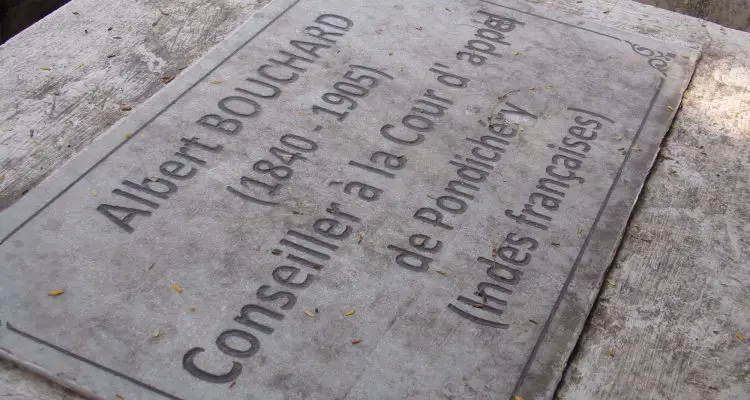 Albert BOUCHARD
(1840 - 1905)
Conseiller à la Cour d' appel
de Pondichéry
(Indes françaises)